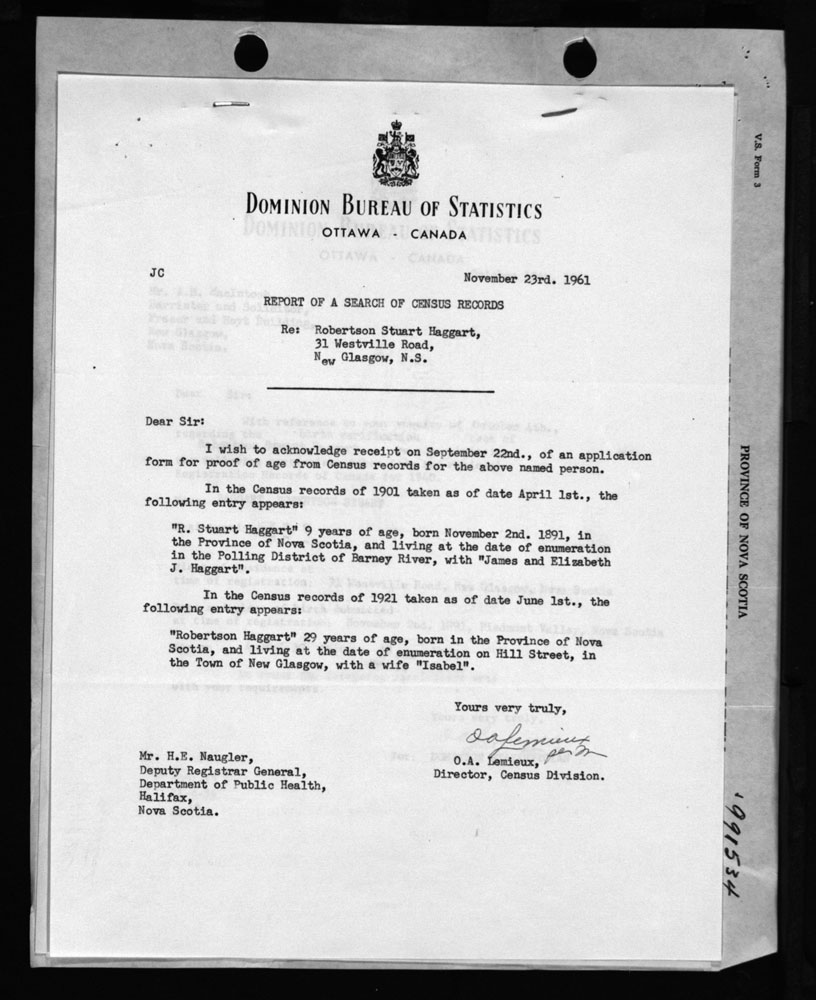 DOMINION BUREAU OF STATISTICS
OTTAWA - CANADA
JC
November 23rd. 1961
REPORT OF A SEARCH OF CENSUS RECORDS
Re: Robertson Stuart Haggart,
31 Westville Road,
New Glasgow, N.S.
Dear Sir:
I wish to acknowledge receipt on September 22nd., of an application
form for proof of age from Census records for the above named person.
In the Census records of 1901 taken as of date April 1st., the
following entry appears:
"R. Stuart Haggart" 9 years of age, born November 2nd. 1891, in
the Province of Nova Scotia, and living at the date of enumeration
in the Polling District of Barney River, with "James and Elizabeth
J. Haggart".
In the Census records of 1921 taken as of date June 1st., the
following entry appears:
"Robertson Haggart" 29 years of age, born in the Province of Nova
Scotia, and living at the date of enumeration on Hill Street, in
the Town of New Glasgow, with a wife "Isabel".
Yours very truly,
OALemieux
per M
O.A. Lemieux,
Director, Census Division.
Mr. H.E. Naugler,
Deputy Registrar General,
Department of Public Health,
Halifax,
Nova Scotia.
V.S. Form 3
PROVINCE OF NOVA SCOTIA
991534